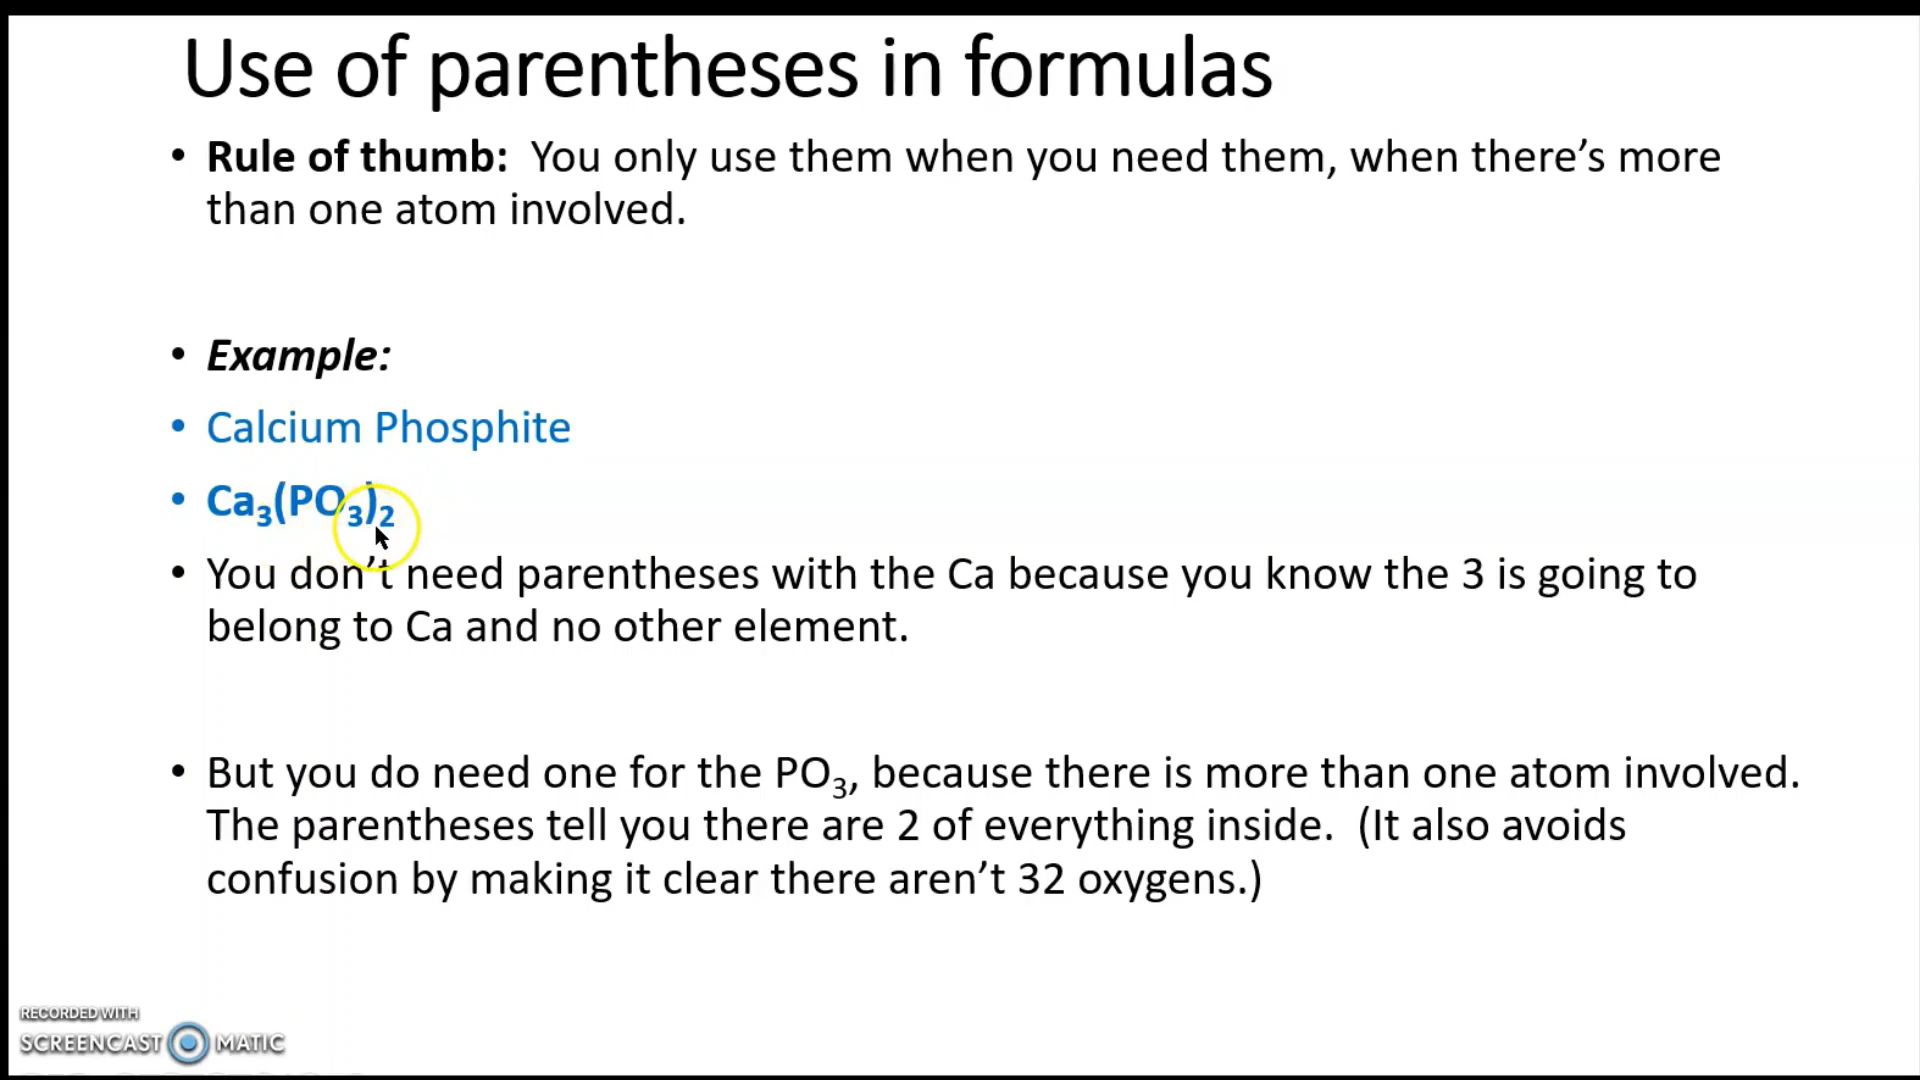 Use of parentheses in formulas
• Rule of thumb: You only use them when you need them, when there’s more
than one atom involved.
• Example:
• Calcium Phosphite
• Ca₃(PO₃)₂
• You don’t need parentheses with the Ca because you know the 3 is going to
belong to Ca and no other element.
• But you do need one for the PO₃, because there is more than one atom involved.
The parentheses tell you there are 2 of everything inside. (It also avoids
confusion by making it clear there aren’t 32 oxygens.)
RECORDED WITH
SCREENCAST MATIC